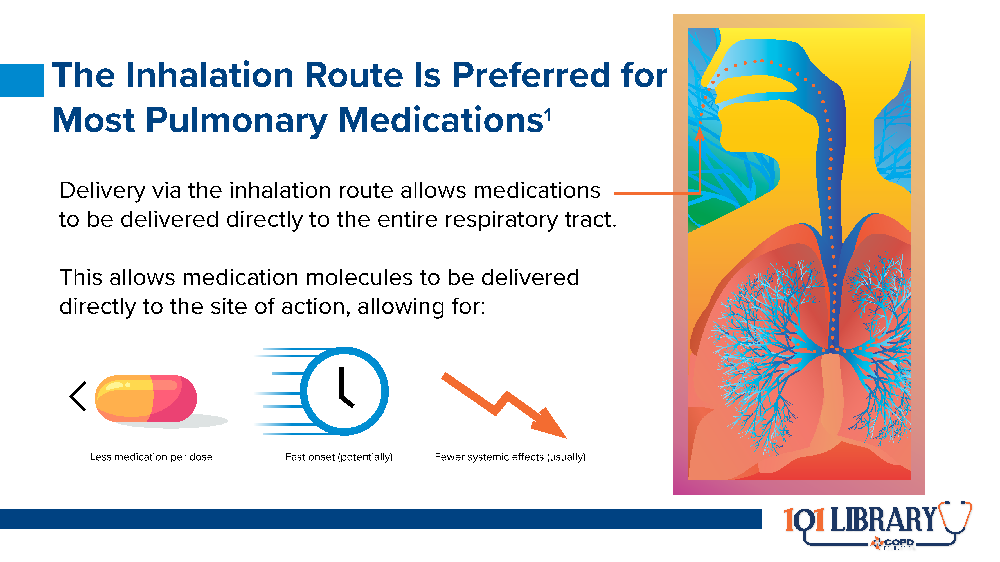 The Inhalation Route Is Preferred for
Most Pulmonary Medications¹
Delivery via the inhalation route allows medications
to be delivered directly to the entire respiratory tract.
This allows medication molecules to be delivered
directly to the site of action, allowing for:
<
Less medication per dose
Fast onset (potentially)
Fewer systemic effects (usually)
101 LIBRARY
COPD
FOUNDATION®